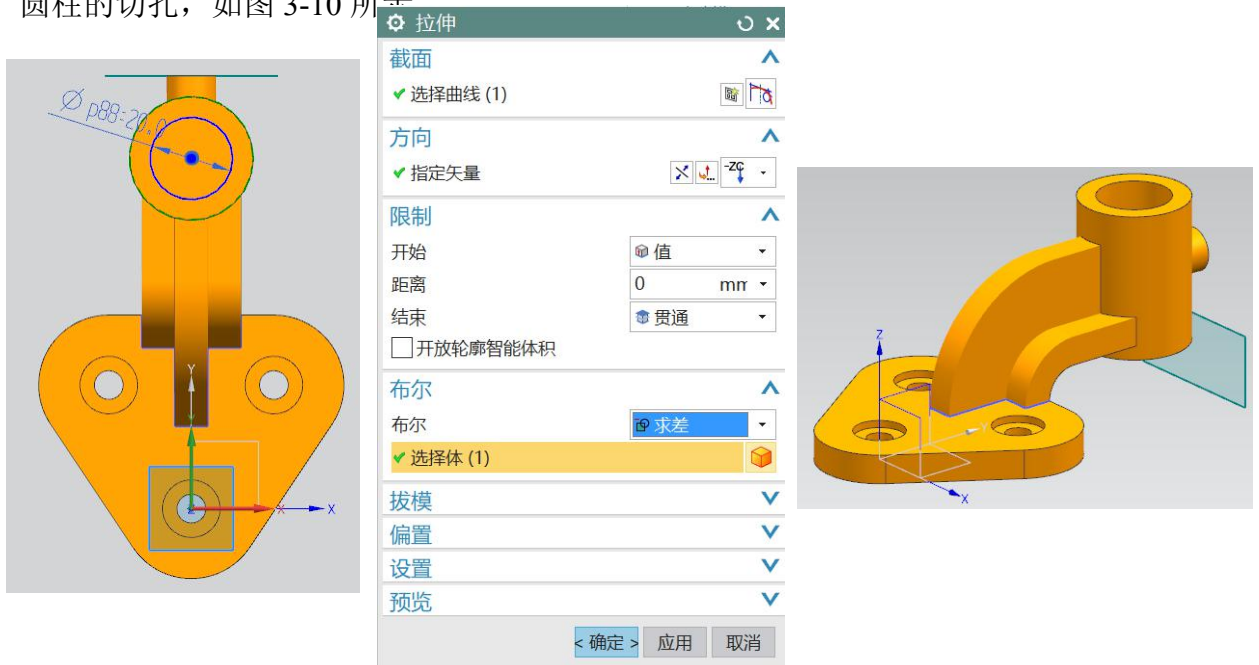 圆柱的切孔，如图 3-10 所示
拉伸
截面
选择曲线 (1)
方向
指定矢量
-ZC
限制
开始
值
距离
0
mm
结束
贯通
开放轮廓智能体积
布尔
布尔
求差
选择体 (1)
拔模
偏置
设置
预览
< 确定 >
应用
取消
Ø p88:20.0
Y
Z
X
X
Z
Y
X